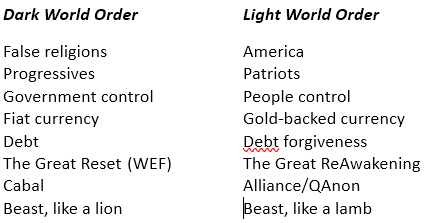 Dark World Order Light World Order
False religions America
Progressives Patriots
Government control People control
Fiat currency Gold-backed currency
Debt Debt forgiveness
The Great Reset (WEF) The Great ReAwakening
Cabal Alliance/QAnon
Beast, like a lion Beast, like a lamb